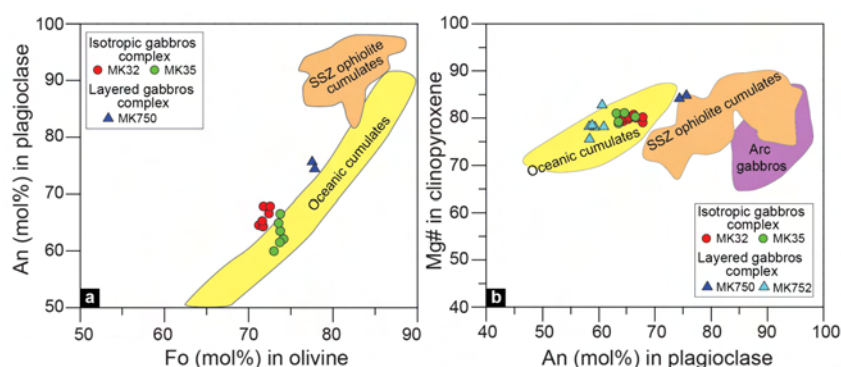 An (mol%) in plagioclase
100
90
80
70
60
50
Isotropic gabbros
complex
MK32 MK35
Layered gabbros
complex
MK750
SSZ ophiolite
cumulates
Oceanic cumulates
a
50 60 70 80 90
Fo (mol%) in olivine
Mg# in clinopyroxene
100
90
80
70
60
50
40
Oceanic cumulates
SSZ ophiolite cumulates
Arc
gabbros
Isotropic gabbros
complex
MK32 MK35
Layered gabbros
complex
MK750 MK752
b
40 50 60 70 80 90 100
An (mol%) in plagioclase